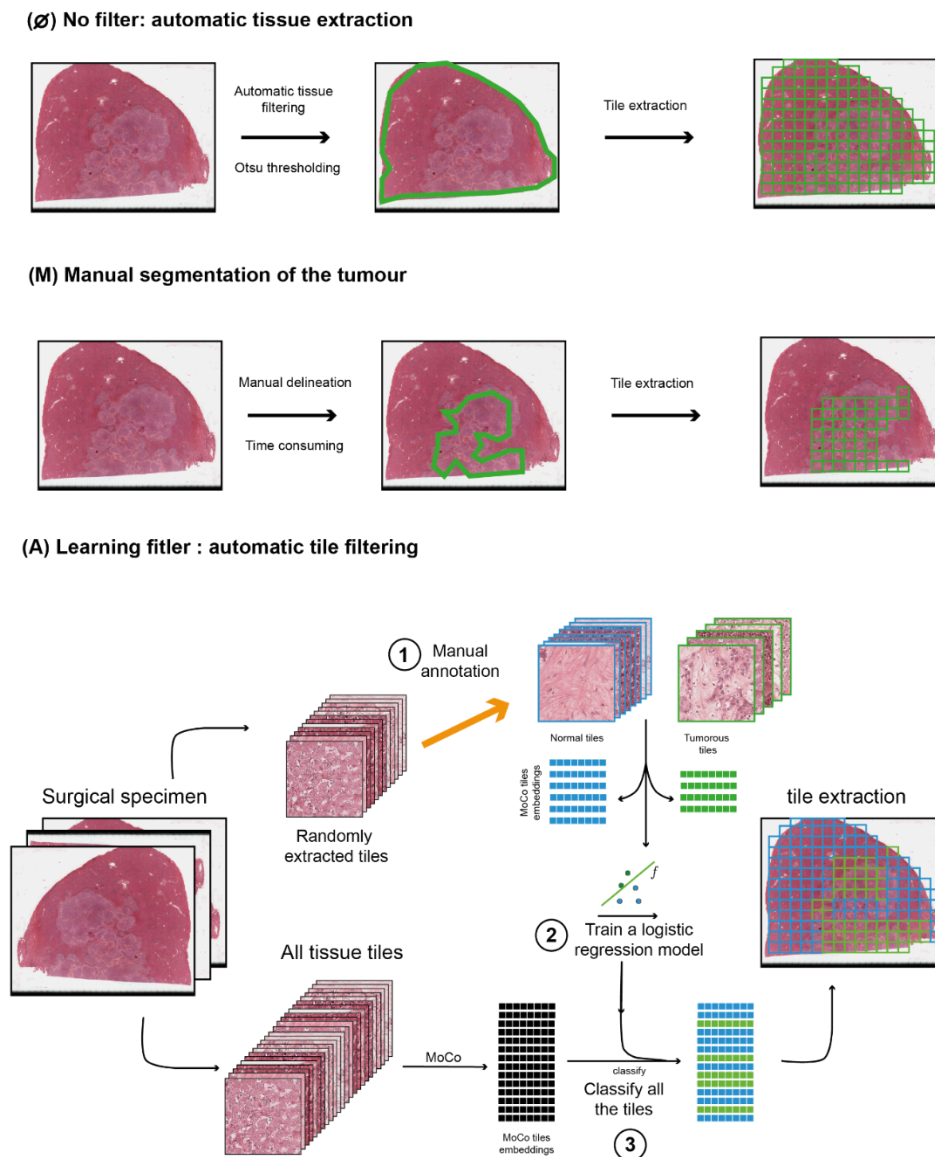 (Ø) No filter: automatic tissue extraction
Automatic tissue
filtering
Otsu thresholding
Tile extraction
(M) Manual segmentation of the tumour
Manual delineation
Time consuming
Tile extraction
(A) Learning fitler : automatic tile filtering
1
Manual
annotation
Normal tiles
Tumorous
tiles
MoCo tiles
embeddings
Surgical specimen
Randomly
extracted tiles
tile extraction
f
2
Train a logistic
regression model
All tissue tiles
MoCo
classify
Classify all
the tiles
3
MoCo tiles
embeddings